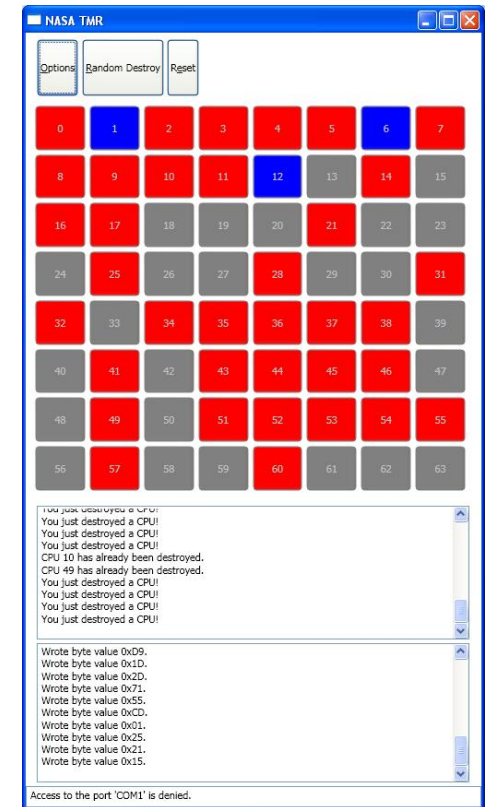 NASA TMR
Options Random Destroy Reset
0 1 2 3 4 5 6 7
8 9 10 11 12 13 14 15
16 17 18 19 20 21 22 23
24 25 26 27 28 29 30 31
32 33 34 35 36 37 38 39
40 41 42 43 44 45 46 47
48 49 50 51 52 53 54 55
56 57 58 59 60 61 62 63
You just destroyed a CPU!
You just destroyed a CPU!
You just destroyed a CPU!
You just destroyed a CPU!
CPU 10 has already been destroyed.
CPU 49 has already been destroyed.
You just destroyed a CPU!
You just destroyed a CPU!
You just destroyed a CPU!
You just destroyed a CPU!
Wrote byte value 0xD9.
Wrote byte value 0x1D.
Wrote byte value 0x2D.
Wrote byte value 0x71.
Wrote byte value 0x55.
Wrote byte value 0xCD.
Wrote byte value 0x01.
Wrote byte value 0x25.
Wrote byte value 0x21.
Wrote byte value 0x15.
Access to the port 'COM1' is denied.